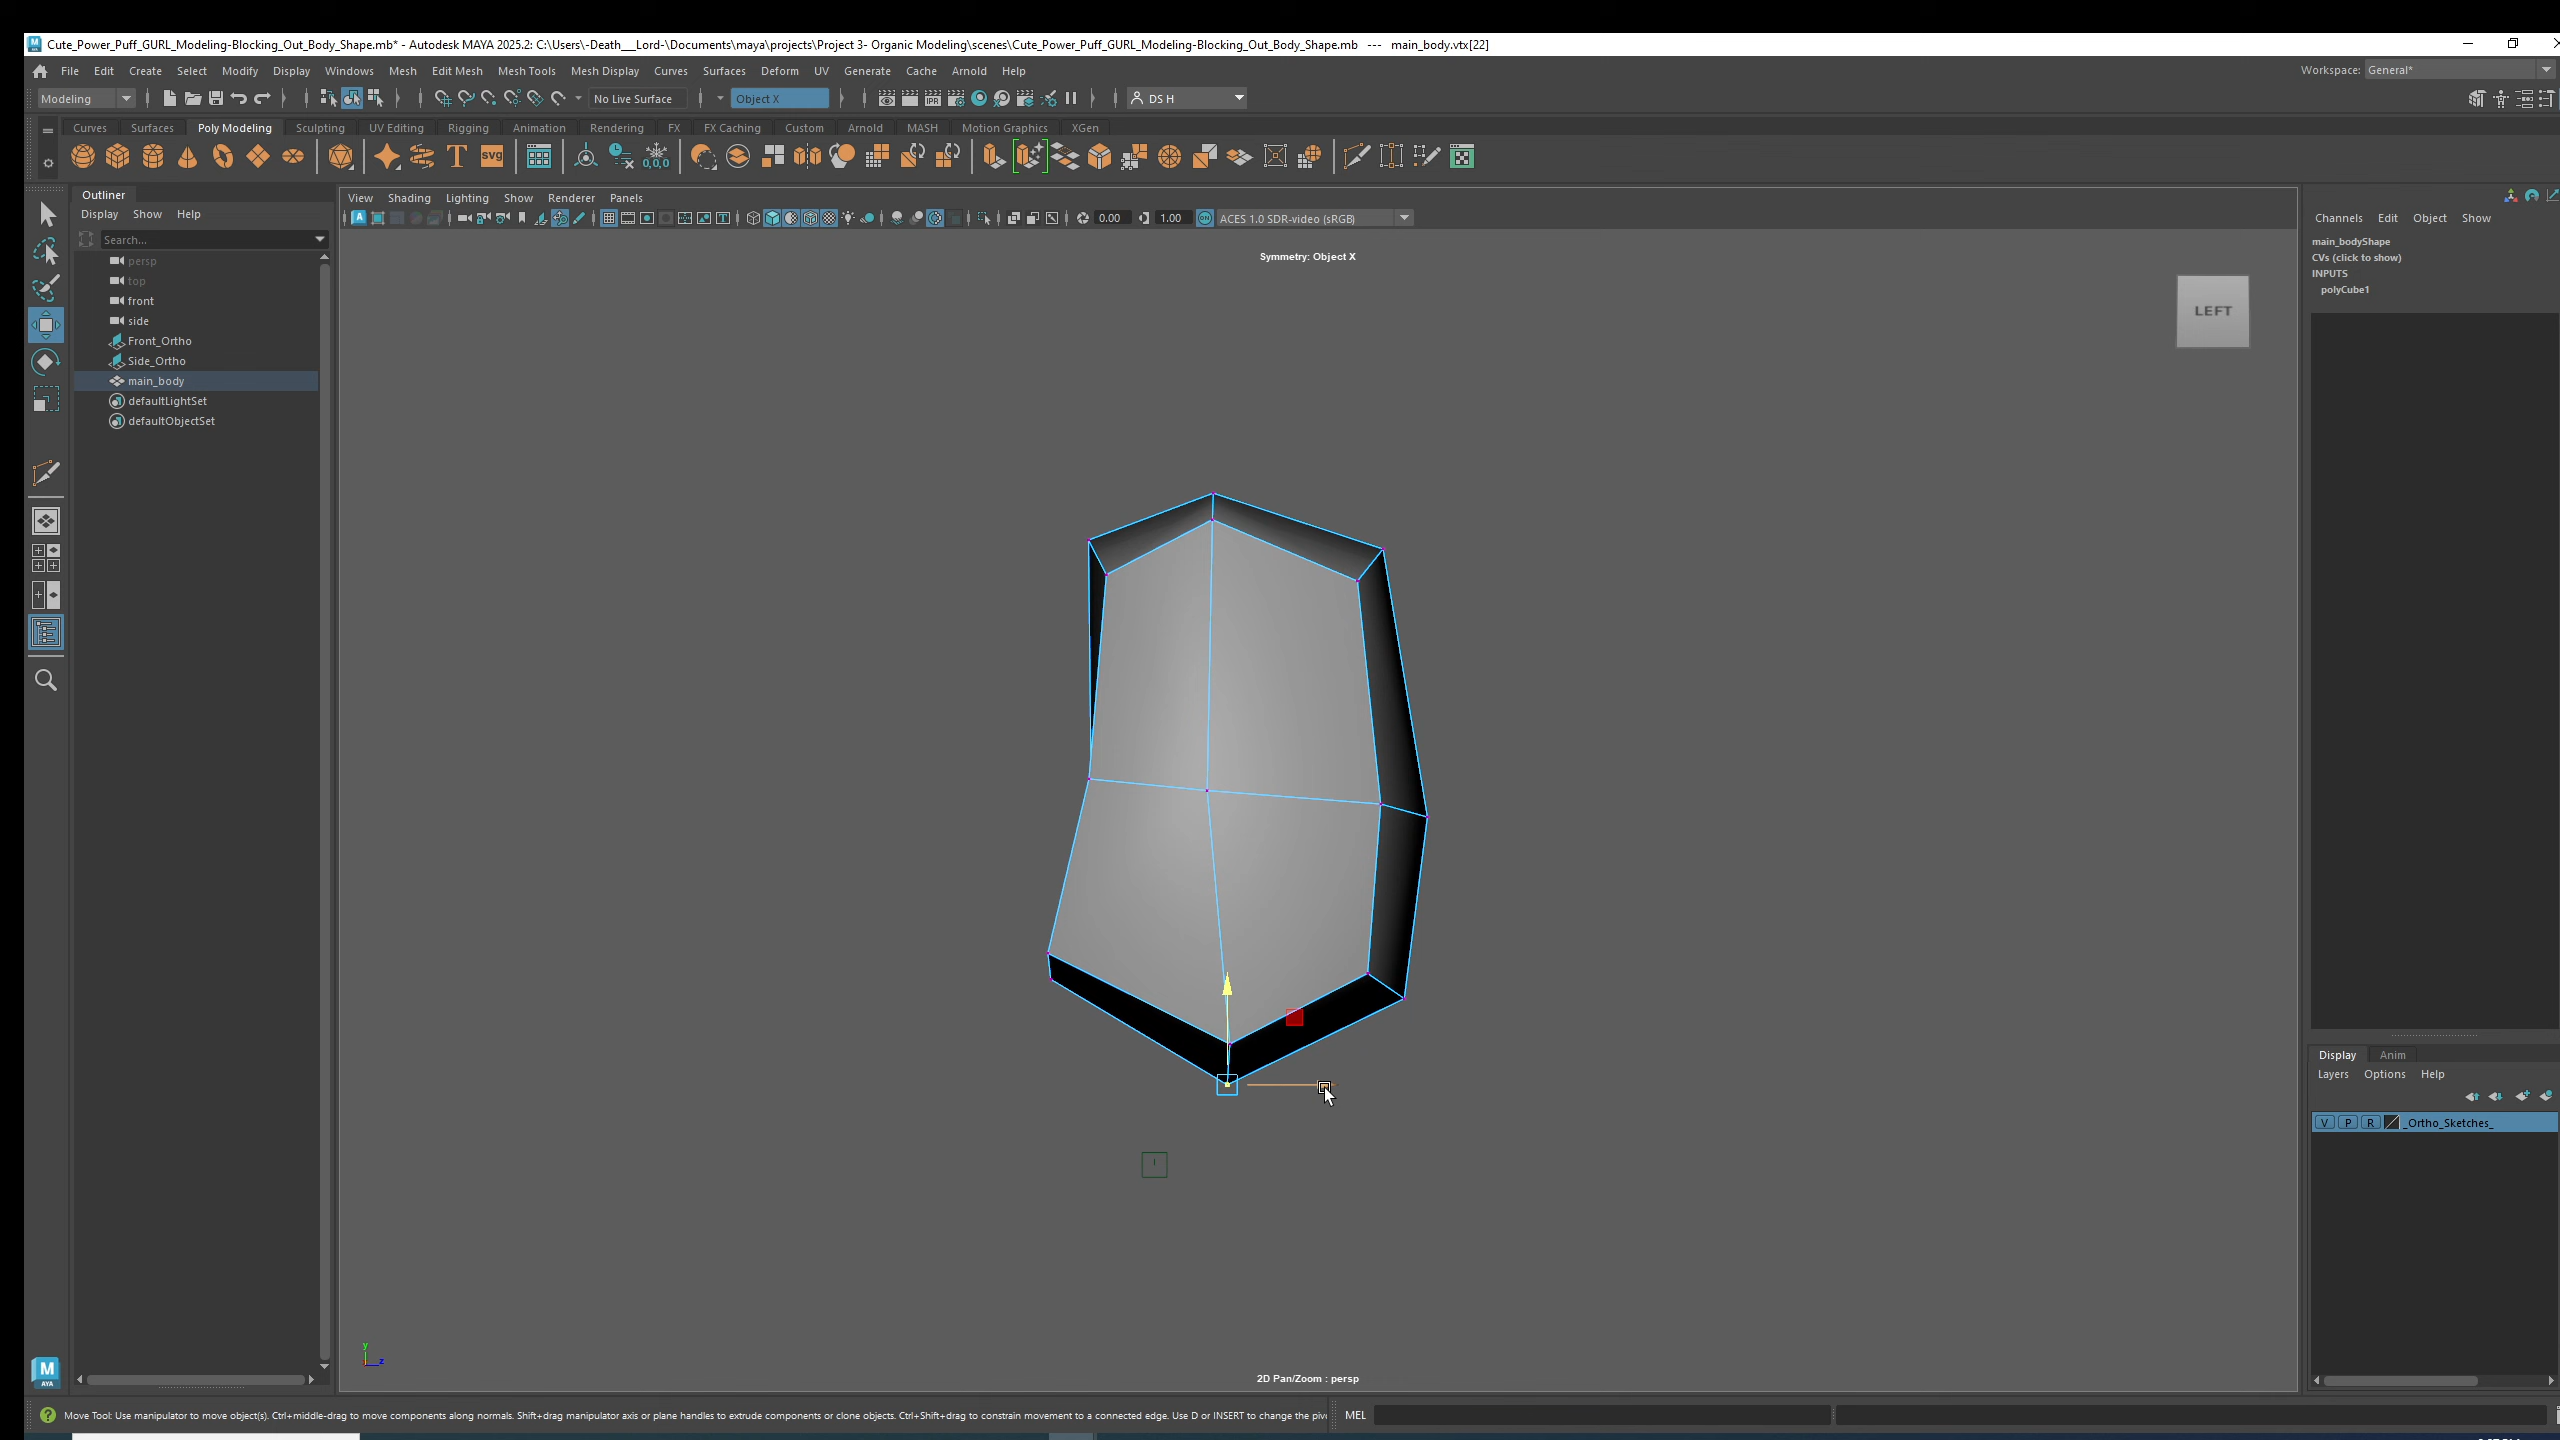 Cute_Power_Puff_GURL_Modeling-Blocking_Out_Body_Shape.mb* - Autodesk MAYA 2025.2: C:\Users\-Death__Lord-\Documents\maya\projects\Project 3- Organic Modeling\scenes\Cute_Power_Puff_GURL_Modeling-Blocking_Out_Body_Shape.mb --- main_body.vtx[22]
File Edit Create Select Modify Display Windows Mesh Edit Mesh Mesh Tools Mesh Display Curves Surfaces Deform UV Generate Cache Arnold Help
Workspace: General*
Modeling
No Live Surface
Object X
IPR
DS H
Curves Surfaces Poly Modeling Sculpting UV Editing Rigging Animation Rendering FX FX Caching Custom Arnold MASH Motion Graphics XGen
T
svg
0,0,0
Outliner
Display Show Help
Search...
persp
top
front
side
Front_Ortho
Side_Ortho
main_body
defaultLightSet
defaultObjectSet
View Shading Lighting Show Renderer Panels
0.00
1.00
ON
ACES 1.0 SDR-video (sRGB)
Symmetry: Object X
LEFT
y
z
2D Pan/Zoom : persp
Channels Edit Object Show
main_bodyShape
CVs (click to show)
INPUTS
polyCube1
Display Anim
Layers Options Help
V P R _Ortho_Sketches_
M
AYA
Move Tool: Use manipulator to move object(s). Ctrl+middle-drag to move components along normals. Shift+drag manipulator axis or plane handles to extrude components or clone objects. Ctrl+Shift+drag to constrain movement to a connected edge. Use D or INSERT to change the piv
MEL